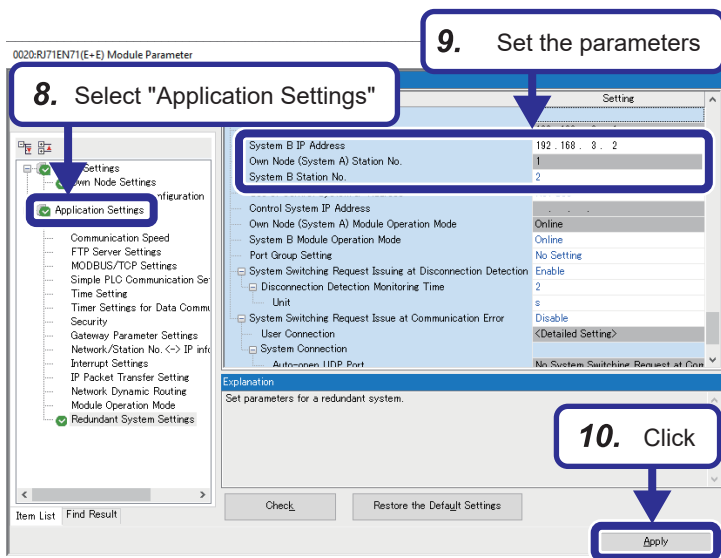 9. Set the parameters
0020:RJ71EN71(E+E) Module Parameter
8. Select "Application Settings"
Setting
System B IP Address 192 . 168 . 3 . 2
Own Node (System A) Station No. 1
System B Station No. 2
Control System IP Address . . .
Own Node (System A) Module Operation Mode Online
System B Module Operation Mode Online
Port Group Setting No Setting
System Switching Request Issuing at Disconnection Detection Enable
Disconnection Detection Monitoring Time 2
Unit s
System Switching Request Issue at Communication Error Disable
User Connection <Detailed Setting>
System Connection
Auto-open UDP Port No System Switching Request at Com
Settings
Own Node Settings
nfiguration
Application Settings
Communication Speed
FTP Server Settings
MODBUS/TCP Settings
Simple PLC Communication Se
Time Setting
Timer Settings for Data Commu
Security
Gateway Parameter Settings
Network/Station No. <-> IP info
Interrupt Settings
IP Packet Transfer Setting
Network Dynamic Routing
Module Operation Mode
Redundant System Settings
Explanation
Set parameters for a redundant system.
10. Click
Item List Find Result
Check
Restore the Default Settings
Apply